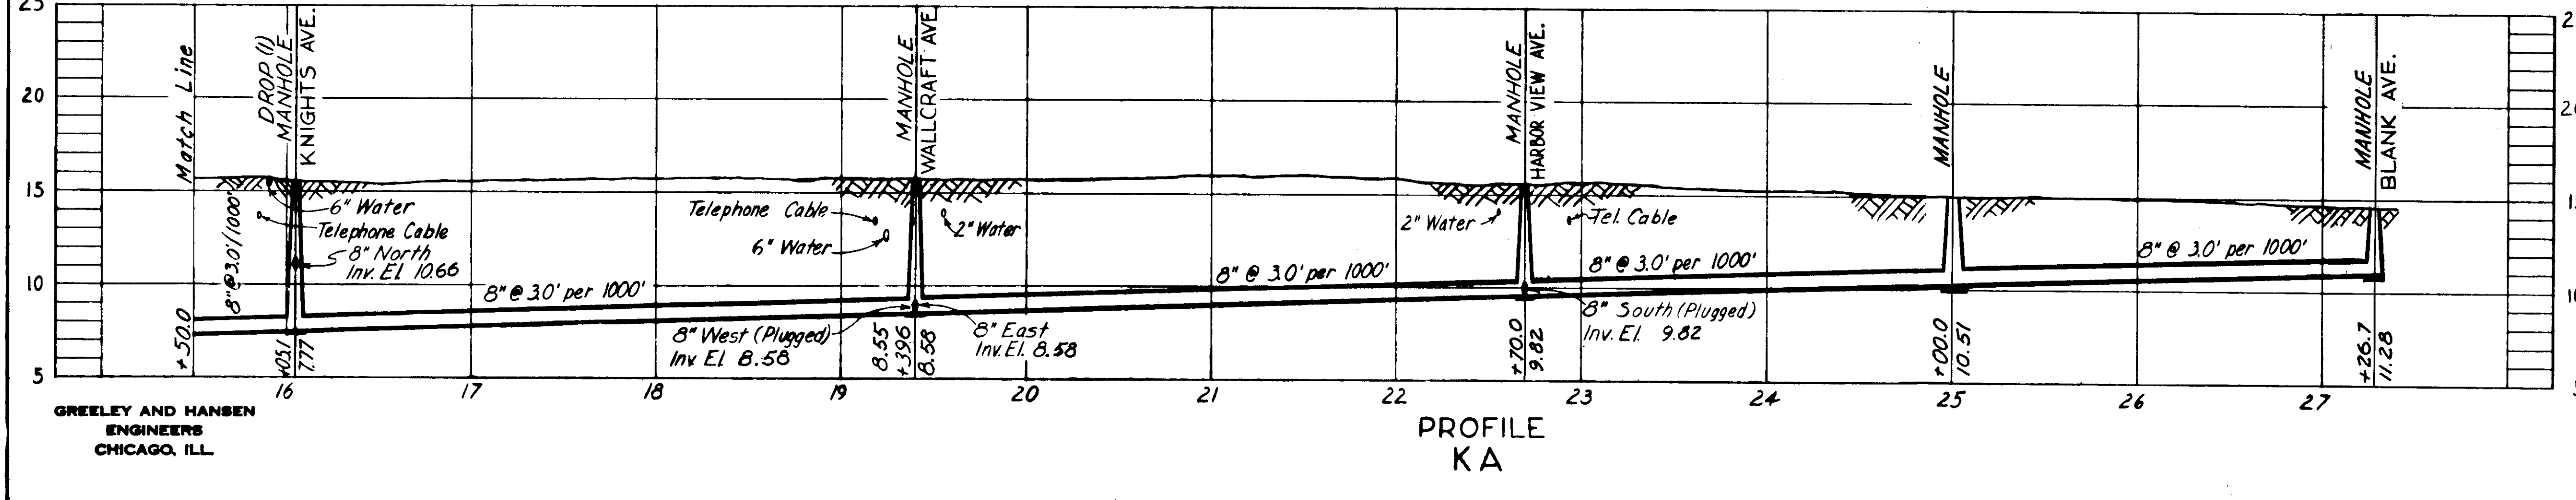 25
20
15
10
5
Match Line
+50.0
8"@3.0'/1000'
DROP (1)
MANHOLE
KNIGHTS AVE.
6" Water
Telephone Cable
8" North
Inv. El. 10.66
+05.1
7.77
8" @ 3.0' per 1000'
MANHOLE
WALLCRAFT AVE.
Telephone Cable
6" Water
2" Water
8" West (Plugged)
Inv. El. 8.58
8.55
+39.6
8.58
8" East
Inv. El. 8.58
8" @ 3.0' per 1000'
MANHOLE
HARBOR VIEW AVE.
2" Water
Tel. Cable
+70.0
9.82
8" South (Plugged)
Inv. El. 9.82
8" @ 3.0' per 1000'
MANHOLE
+00.0
10.51
8" @ 3.0' per 1000'
MANHOLE
BLANK AVE.
+26.7
11.28
16 17 18 19 20 21 22 23 24 25 26 27
GREELEY AND HANSEN
ENGINEERS
CHICAGO, ILL.
PROFILE
KA